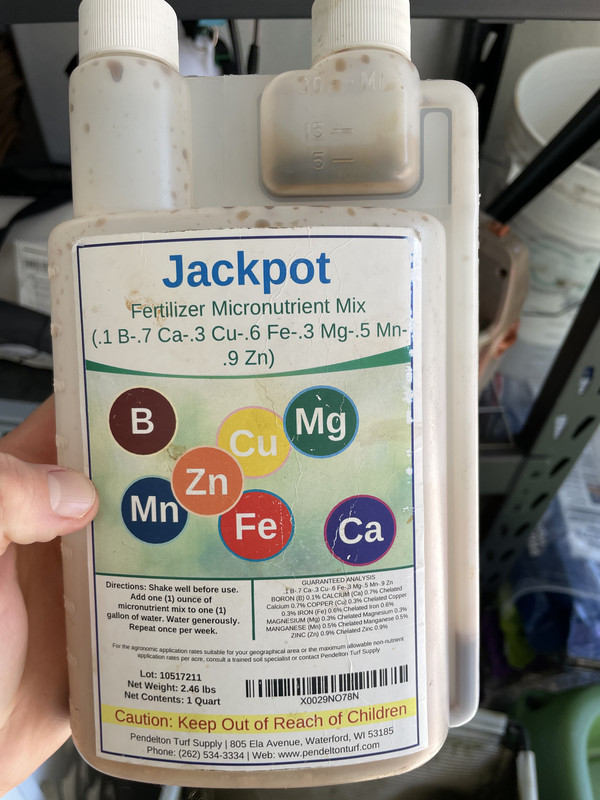 30 - ML
15
5
Jackpot
Fertilizer Micronutrient Mix
(.1 B-.7 Ca-.3 Cu-.6 Fe-.3 Mg-.5 Mn-
.9 Zn)
B
Cu
Mg
Zn
Mn
Fe
Ca
Directions: Shake well before use.
Add one (1) ounce of
micronutrient mix to one (1)
gallon of water. Water generously.
Repeat once per week.
GUARANTEED ANALYSIS
.1 B-.7 Ca-.3 Cu-.6 Fe-.3 Mg-.5 Mn-.9 Zn
BORON (B) 0.1% CALCIUM (Ca) 0.7% Chelated
Calcium 0.7% COPPER (Cu) 0.3% Chelated Copper
0.3% IRON (Fe) 0.6% Chelated Iron 0.6%
MAGNESIUM (Mg) 0.3% Chelated Magnesium 0.3%
MANGANESE (Mn) 0.5% Chelated Manganese 0.5%
ZINC (Zn) 0.9% Chelated Zinc 0.9%
For the agronomic application rates suitable for your geographical area or the maximum allowable non-nutrient
application rates per acre, consult a trained soil specialist or contact Pendelton Turf Supply
Lot: 10517211
Net Weight: 2.46 lbs
Net Contents: 1 Quart
X0029NO78N
Caution: Keep Out of Reach of Children
Pendelton Turf Supply | 805 Ela Avenue, Waterford, WI 53185
Phone: (262) 534-3334 | Web: www.pendeltonturf.com